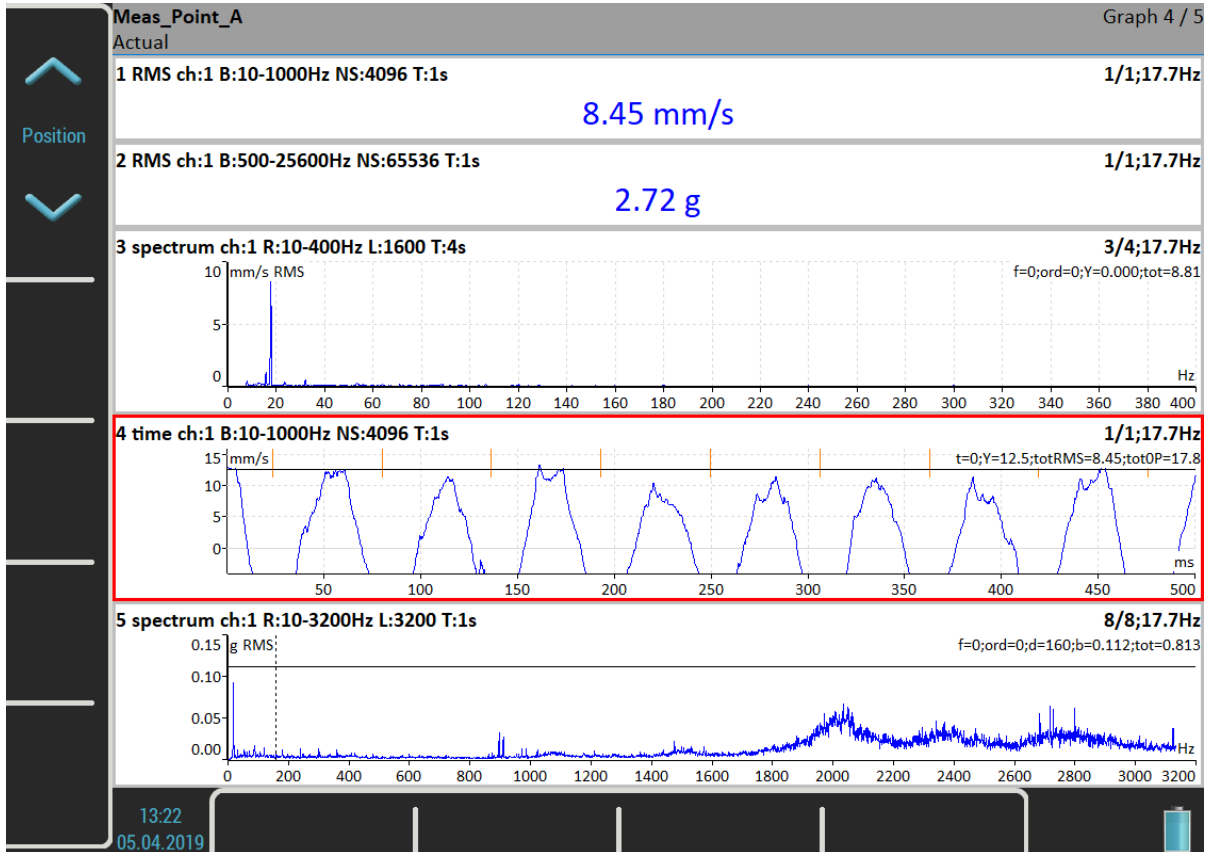 Meas_Point_A Graph 4 / 5
Actual
Position
1 RMS ch:1 B:10-1000Hz NS:4096 T:1s 1/1;17.7Hz
8.45 mm/s
2 RMS ch:1 B:500-25600Hz NS:65536 T:1s 1/1;17.7Hz
2.72 g
3 spectrum ch:1 R:10-400Hz L:1600 T:4s 3/4;17.7Hz
10 mm/s RMS f=0;ord=0;Y=0.000;tot=8.81
5
0 Hz
0 20 40 60 80 100 120 140 160 180 200 220 240 260 280 300 320 340 360 380 400
4 time ch:1 B:10-1000Hz NS:4096 T:1s 1/1;17.7Hz
15 mm/s t=0;Y=12.5;totRMS=8.45;tot0P=17.8
10
5
0
ms
50 100 150 200 250 300 350 400 450 500
5 spectrum ch:1 R:10-3200Hz L:3200 T:1s 8/8;17.7Hz
0.15 g RMS f=0;ord=0;d=160;b=0.112;tot=0.813
0.10
0.05
0.00 Hz
0 200 400 600 800 1000 1200 1400 1600 1800 2000 2200 2400 2600 2800 3000 3200
13:22
05.04.2019